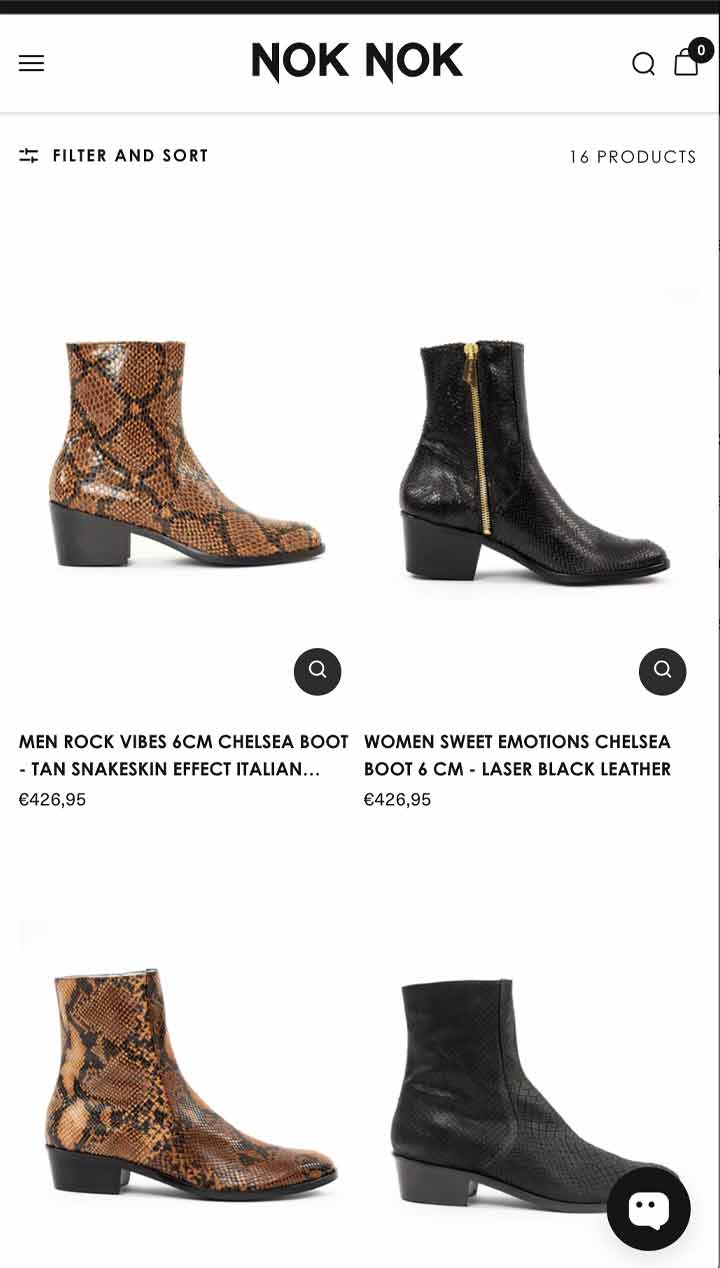 NOK NOK
0
FILTER AND SORT
16 PRODUCTS
MEN ROCK VIBES 6CM CHELSEA BOOT
- TAN SNAKESKIN EFFECT ITALIAN...
€426,95
WOMEN SWEET EMOTIONS CHELSEA
BOOT 6 CM - LASER BLACK LEATHER
€426,95